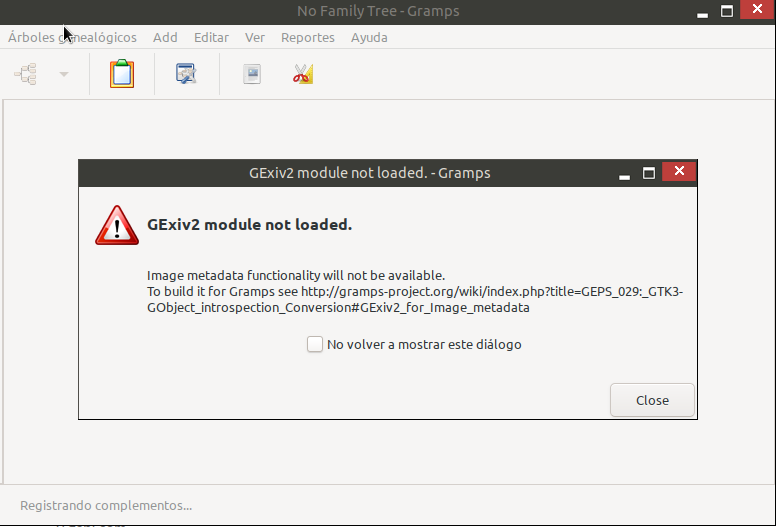 No Family Tree - Gramps
Árboles genealógicos Add Editar Ver Reportes Ayuda
GExiv2 module not loaded. - Gramps
GExiv2 module not loaded.
Image metadata functionality will not be available.
To build it for Gramps see http://gramps-project.org/wiki/index.php?title=GEPS_029:_GTK3-
GObject_introspection_Conversion#GExiv2_for_Image_metadata
No volver a mostrar este diálogo
Close
Registrando complementos...